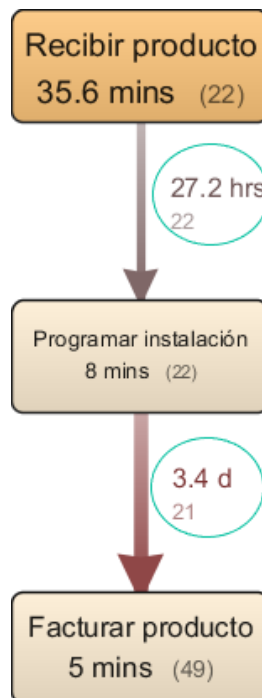 Recibir producto
35.6 mins (22)
27.2 hrs
22
Programar instalación
8 mins (22)
3.4 d
21
Facturar producto
5 mins (49)